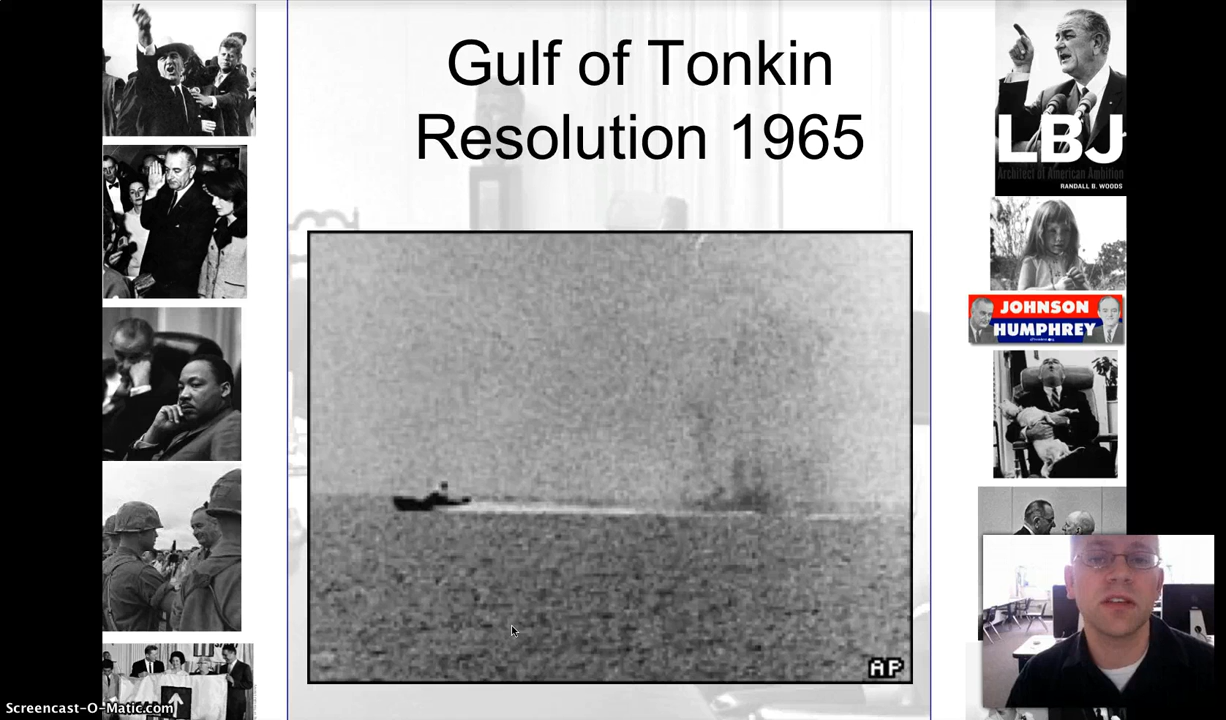 Gulf of Tonkin
Resolution 1965
LBJ
Architect of American Ambition
RANDALL B. WOODS
JOHNSON
HUMPHREY
AP
Screencast-O-Matic.com